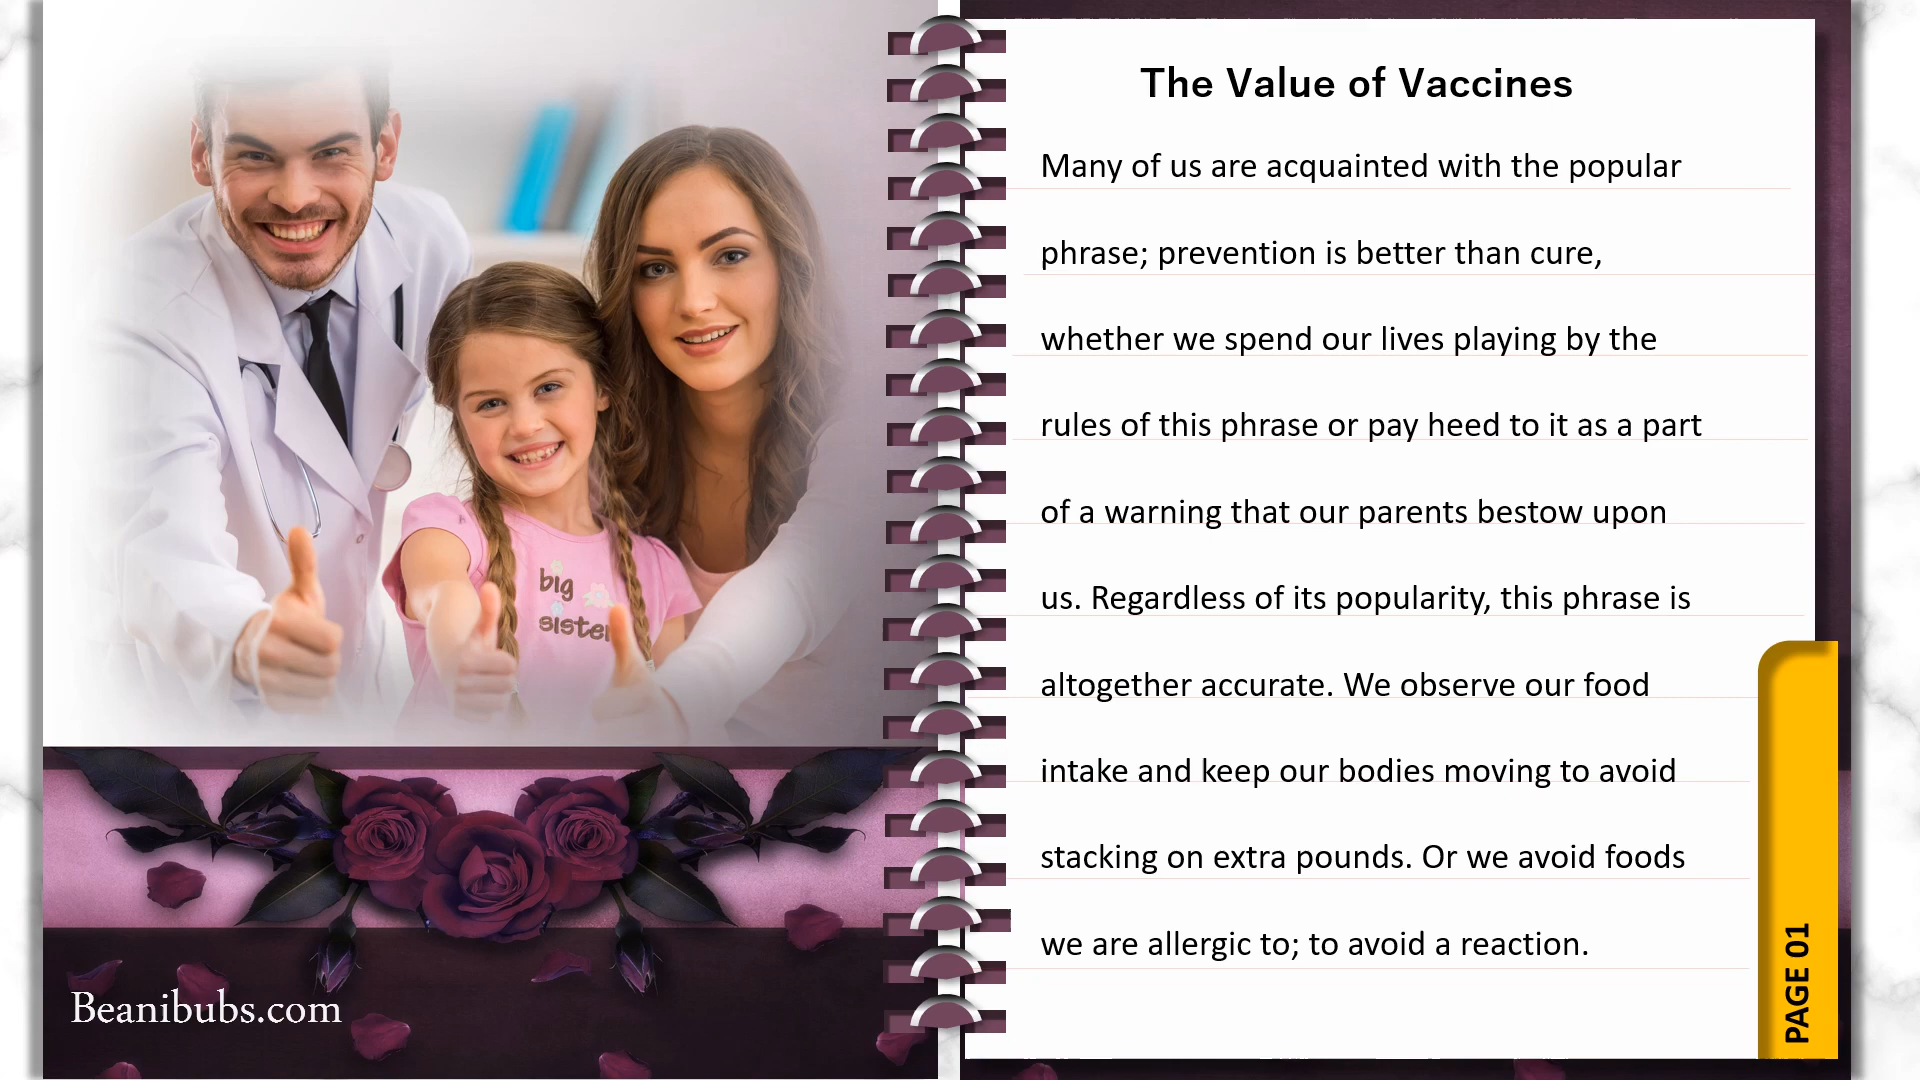 big
sister
Beanibubs.com
The Value of Vaccines
Many of us are acquainted with the popular
phrase; prevention is better than cure,
whether we spend our lives playing by the
rules of this phrase or pay heed to it as a part
of a warning that our parents bestow upon
us. Regardless of its popularity, this phrase is
altogether accurate. We observe our food
intake and keep our bodies moving to avoid
stacking on extra pounds. Or we avoid foods
we are allergic to; to avoid a reaction.
PAGE 01